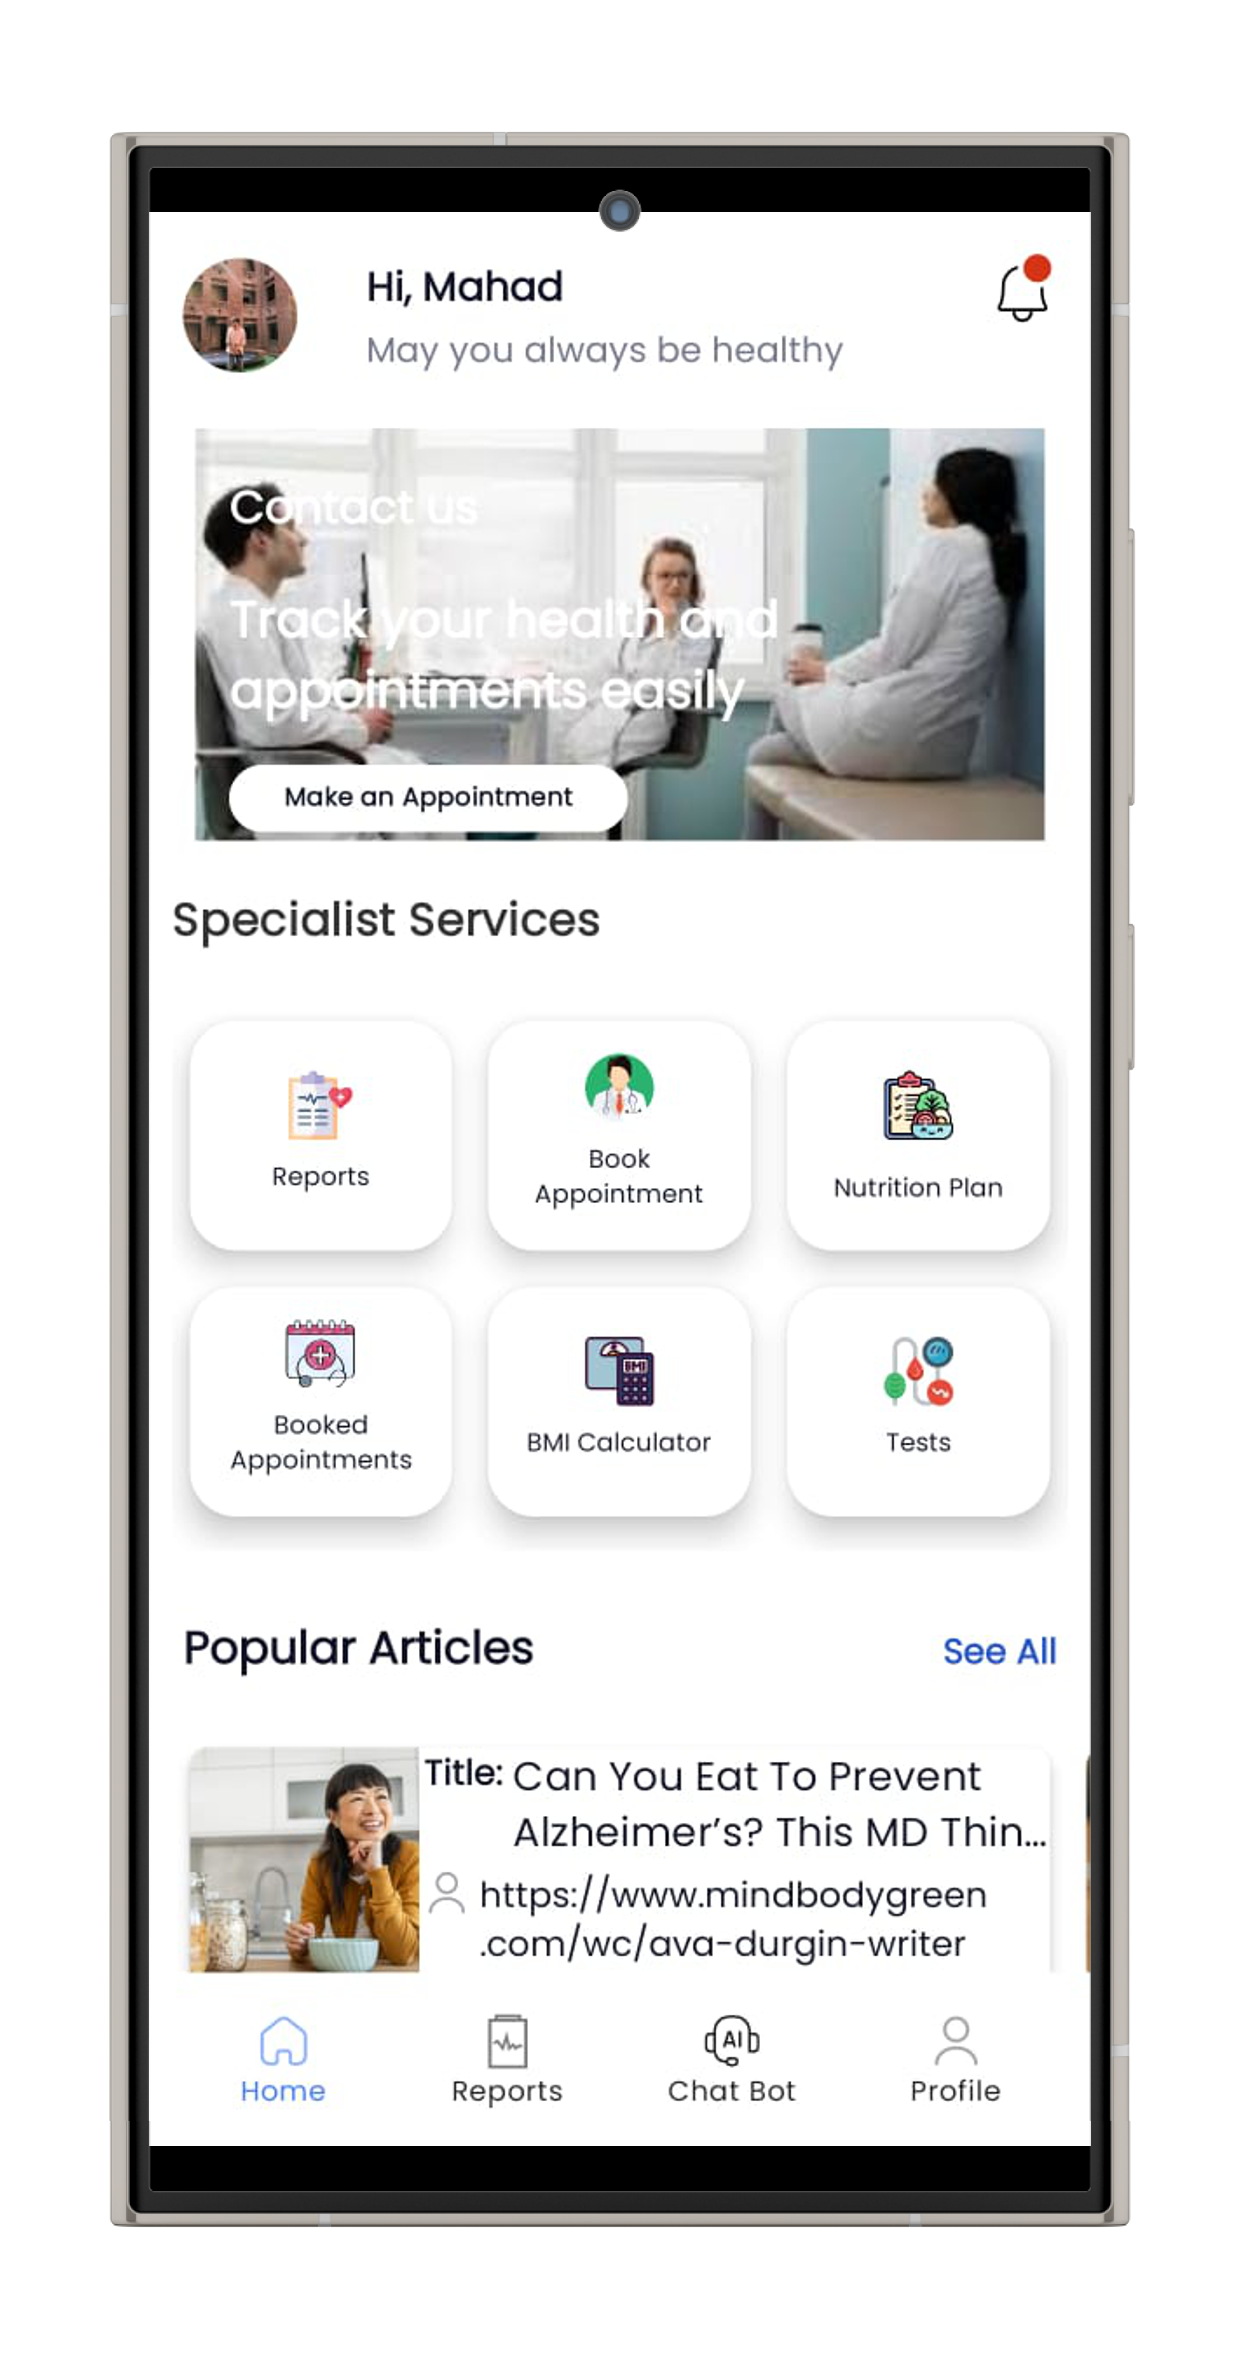 Hi, Mahad
May you always be healthy
Contact us
Track your health and
appointments easily
Make an Appointment
Specialist Services
Reports
Book
Appointment
Nutrition Plan
Booked
Appointments
BMI
BMI Calculator
Tests
Popular Articles
See All
Title: Can You Eat To Prevent
Alzheimer’s? This MD Thin...
https://www.mindbodygreen
.com/wc/ava-durgin-writer
AI
Home
Reports
Chat Bot
Profile